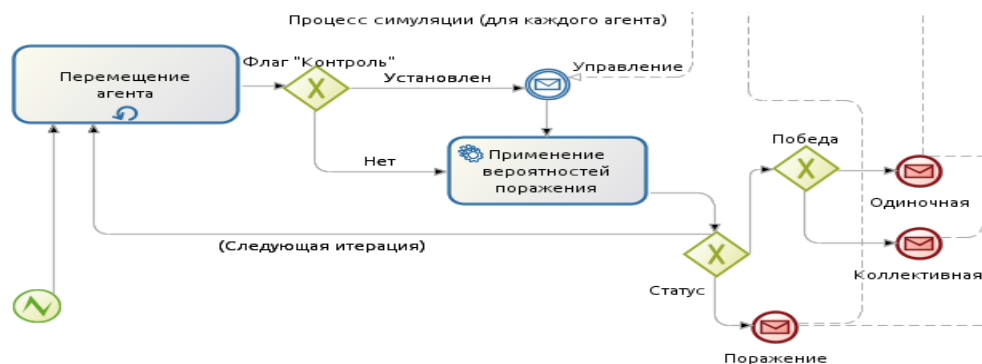 Процесс симуляции (для каждого агента)
Перемещение
агента
Флаг "Контроль"
Установлен
Управление
Нет
Применение
вероятностей
поражения
Победа
Одиночная
(Следующая итерация)
Коллективная
Статус
Поражение